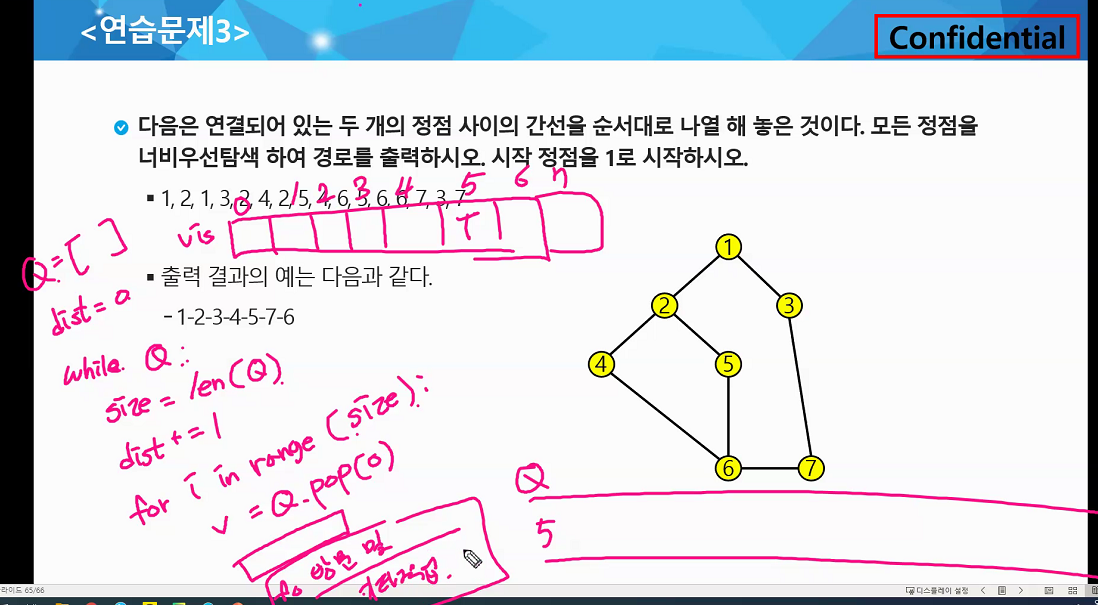 <연습문제3>
Confidential
다음은 연결되어 있는 두 개의 정점 사이의 간선을 순서대로 나열 해 놓은 것이다. 모든 정점을
너비우선탐색 하여 경로를 출력하시오. 시작 정점을 1로 시작하시오.
1, 2, 1, 3, 2, 4, 2, 5, 4, 6, 5, 6, 6, 7, 3, 7
0 1 2 3 4 5 6 7
vis T
Q = [ ]
출력 결과의 예는 다음과 같다.
dist = 0
-1-2-3-4-5-7-6
while Q :
size = len(Q)
dist += 1
for i in range (size) :
v = Q.pop(0)
방문 및
1
2 3
4 5
6 7
Q
5
라이드 65/66
디스플레이 설정